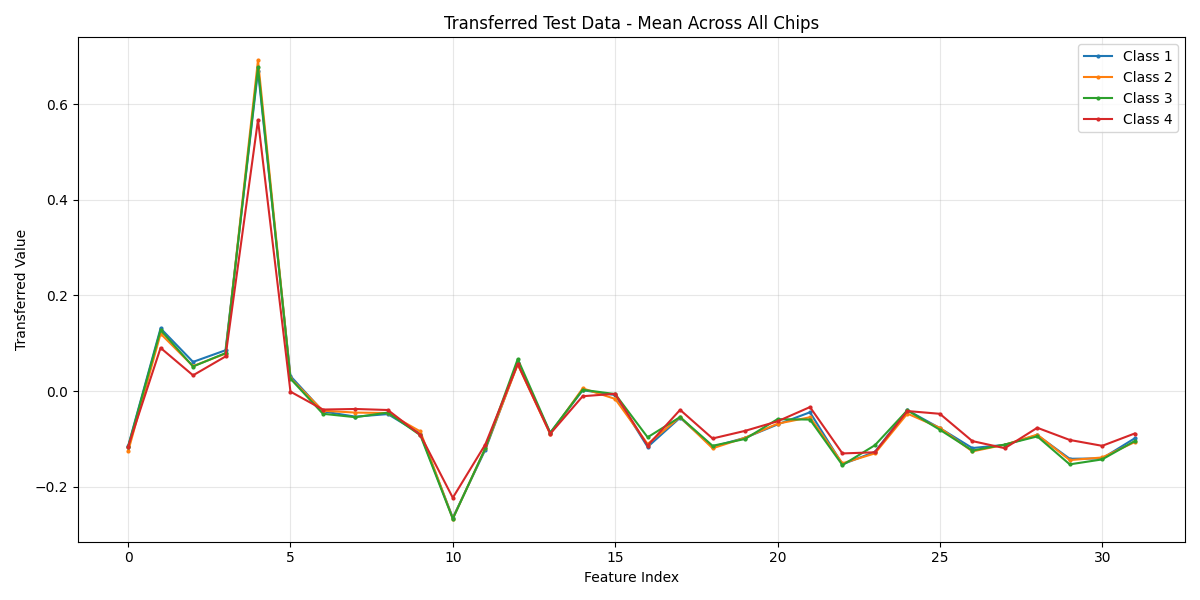 Transferred Test Data - Mean Across All Chips
Class 1
Class 2
Class 3
Class 4
Transferred Value
0.6
0.4
0.2
0.0
−0.2
0
5
10
15
20
25
30
Feature Index